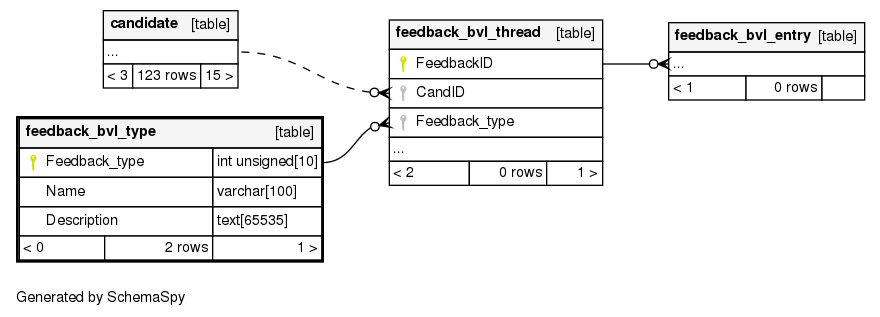 candidate [table]
...
< 3 123 rows 15 >
feedback_bvl_type [table]
Feedback_type int unsigned[10]
Name varchar[100]
Description text[65535]
< 0 2 rows 1 >
feedback_bvl_thread [table]
FeedbackID
CandID
Feedback_type
...
< 2 0 rows 1 >
feedback_bvl_entry [table]
...
< 1 0 rows
Generated by SchemaSpy